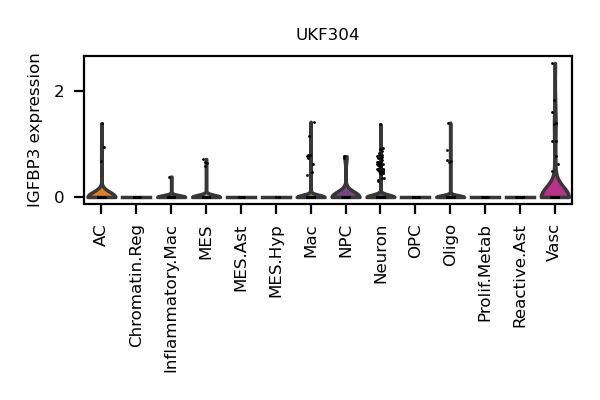 UKF304
IGFBP3 expression
2
0
AC
Chromatin.Reg
Inflammatory.Mac
MES
MES.Ast
MES.Hyp
Mac
NPC
Neuron
OPC
Oligo
Prolif.Metab
Reactive.Ast
Vasc